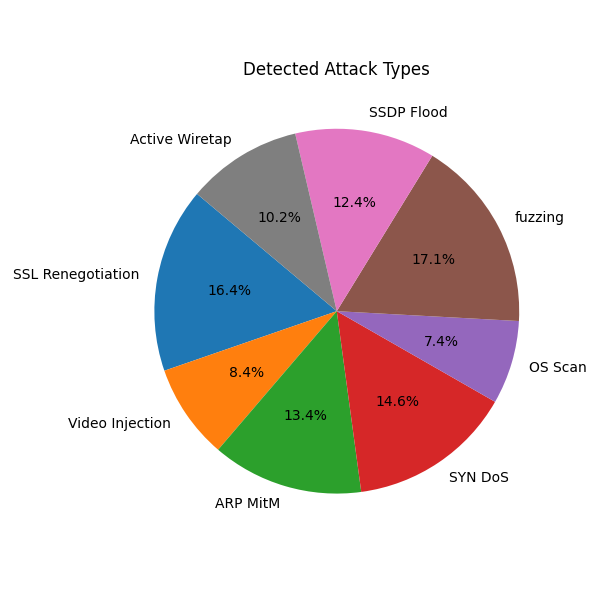 Detected Attack Types
SSDP Flood
Active Wiretap
12.4%
10.2%
fuzzing
17.1%
SSL Renegotiation
16.4%
7.4%
OS Scan
8.4%
Video Injection
13.4%
14.6%
SYN DoS
ARP MitM